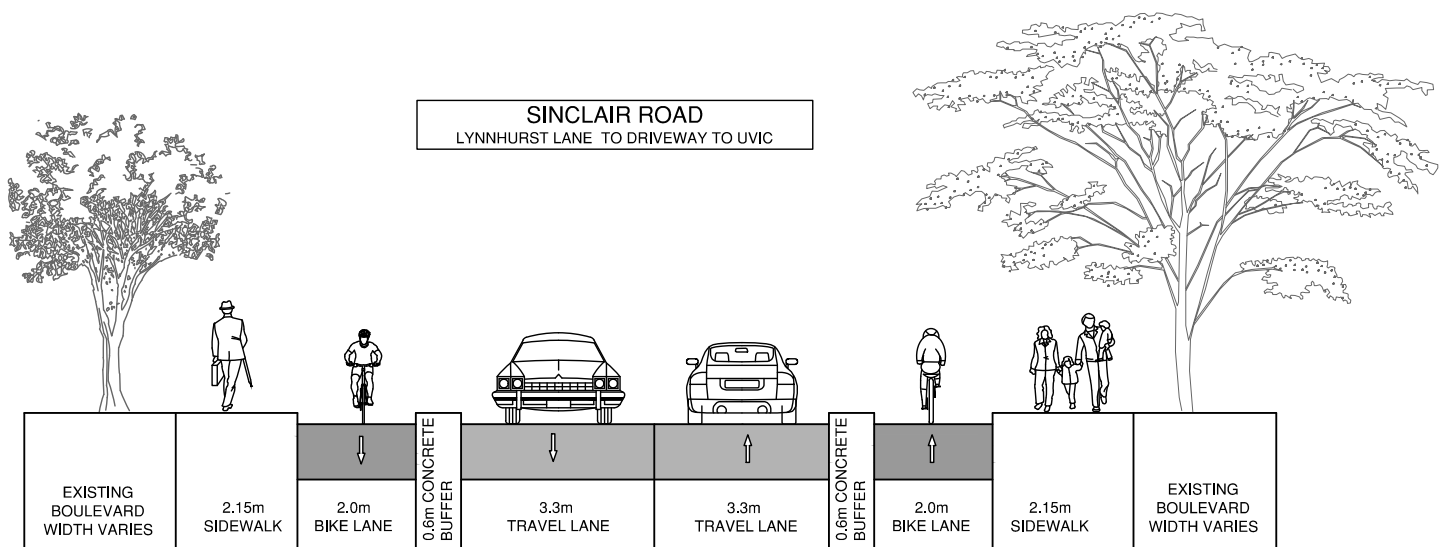 SINCLAIR ROAD
LYNNHURST LANE TO DRIVEWAY TO UVIC
EXISTING
BOULEVARD
WIDTH VARIES
2.15m
SIDEWALK
2.0m
BIKE LANE
0.6m CONCRETE
BUFFER
3.3m
TRAVEL LANE
3.3m
TRAVEL LANE
0.6m CONCRETE
BUFFER
2.0m
BIKE LANE
2.15m
SIDEWALK
EXISTING
BOULEVARD
WIDTH VARIES